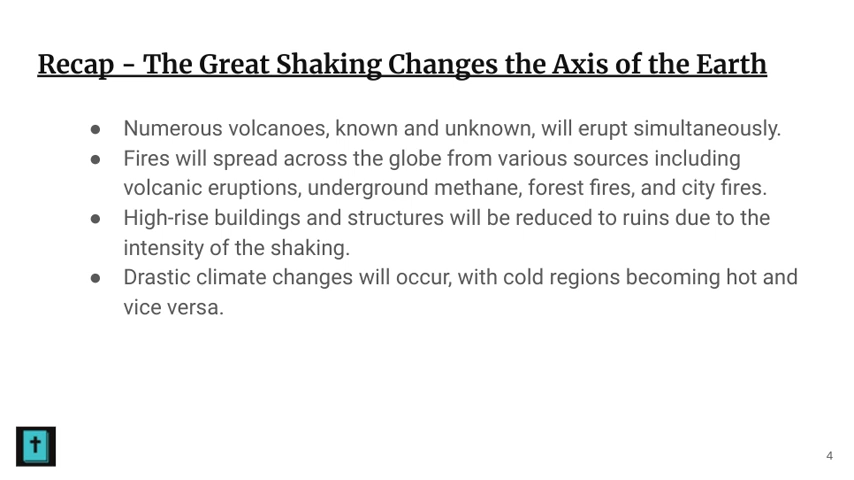 Recap - The Great Shaking Changes the Axis of the Earth
● Numerous volcanoes, known and unknown, will erupt simultaneously.
● Fires will spread across the globe from various sources including
volcanic eruptions, underground methane, forest fires, and city fires.
● High-rise buildings and structures will be reduced to ruins due to the
intensity of the shaking.
● Drastic climate changes will occur, with cold regions becoming hot and
vice versa.
4